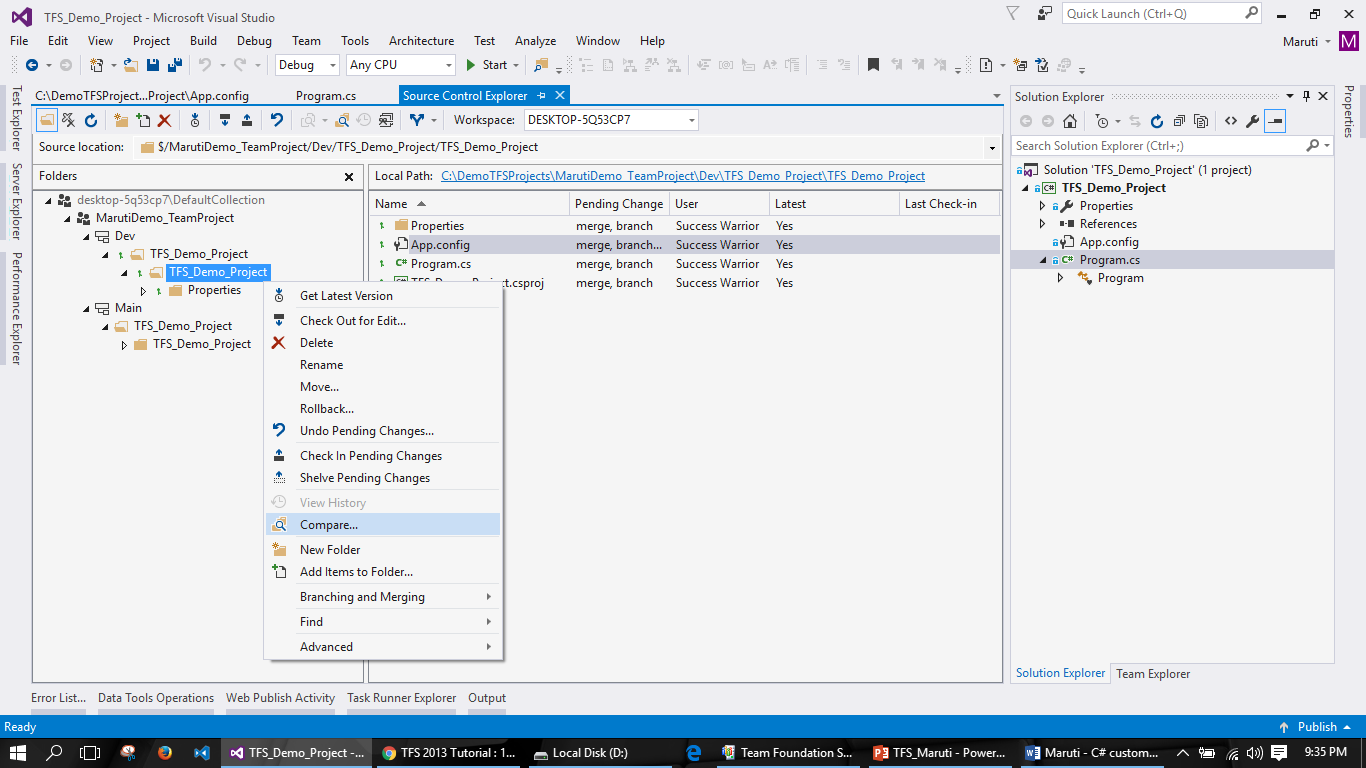 TFS_Demo_Project - Microsoft Visual Studio
Quick Launch (Ctrl+Q)
File Edit View Project Build Debug Team Tools Architecture Test Analyze Window Help
Maruti M
Debug Any CPU Start
Test Explorer
Server Explorer
Performance Explorer
C:\DemoTFSProject...Project\App.config Program.cs Source Control Explorer
Workspace: DESKTOP-5Q53CP7
Source location: $/MarutiDemo_TeamProject/Dev/TFS_Demo_Project/TFS_Demo_Project
Folders
desktop-5q53cp7\DefaultCollection
MarutiDemo_TeamProject
Dev
TFS_Demo_Project
TFS_Demo_Project
Properties
Main
TFS_Demo_Project
TFS_Demo_Project
Local Path: C:\DemoTFSProjects\MarutiDemo_TeamProject\Dev\TFS_Demo_Project\TFS_Demo_Project
Name Pending Change User Latest Last Check-in
Properties merge, branch Success Warrior Yes
App.config merge, branch... Success Warrior Yes
Program.cs merge, branch Success Warrior Yes
merge, branch Success Warrior Yes
Get Latest Version
Check Out for Edit...
Delete
Rename
Move...
Rollback...
Undo Pending Changes...
Check In Pending Changes
Shelve Pending Changes
View History
Compare...
New Folder
Add Items to Folder...
Branching and Merging
Find
Advanced
Solution Explorer
Search Solution Explorer (Ctrl+;)
Solution 'TFS_Demo_Project' (1 project)
TFS_Demo_Project
Properties
References
App.config
Program.cs
Program
Solution Explorer Team Explorer
Properties
Error List... Data Tools Operations Web Publish Activity Task Runner Explorer Output
Ready Publish
TFS_Demo_Project -... TFS 2013 Tutorial : 1... Local Disk (D:) Team Foundation S... TFS_Maruti - Power... Maruti - C# custom... 9:35 PM